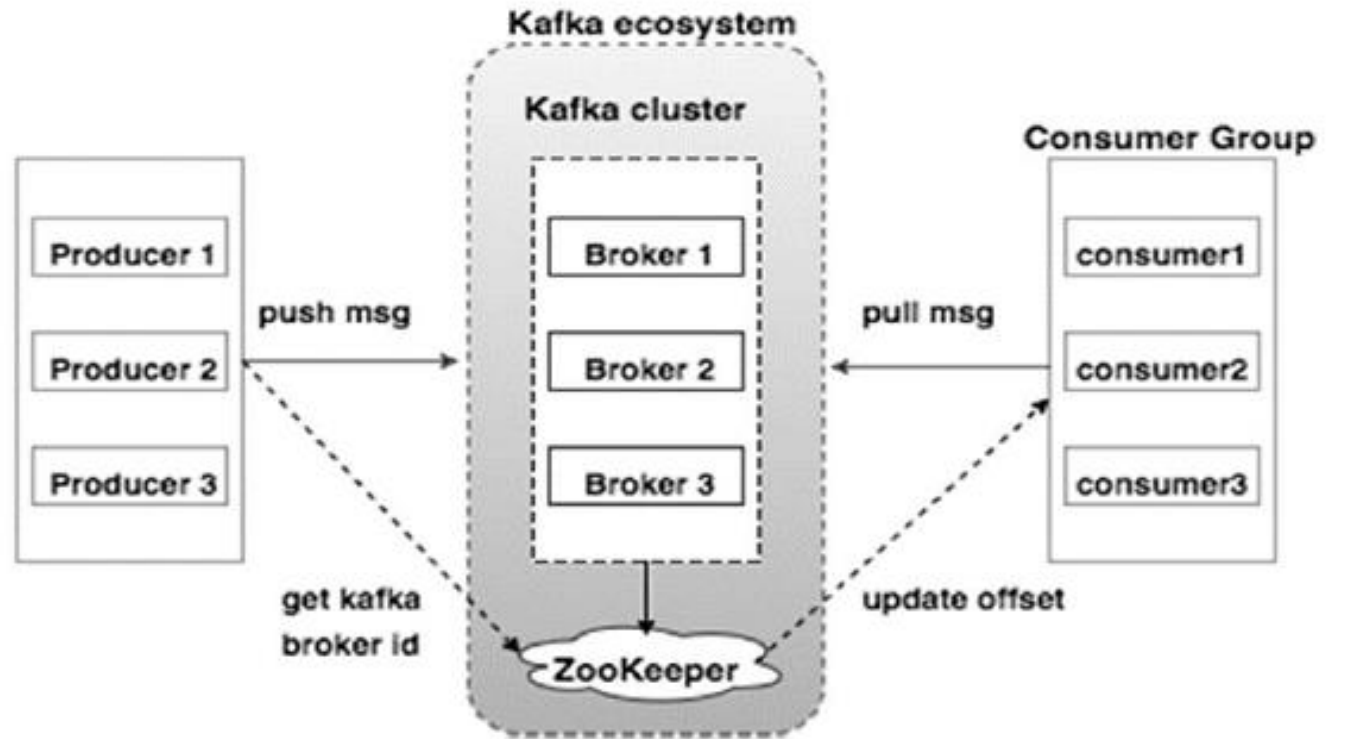 Kafka ecosystem
Kafka cluster
Consumer Group
Producer 1
Producer 2
Producer 3
push msg
Broker 1
Broker 2
Broker 3
pull msg
consumer1
consumer2
consumer3
get kafka
broker id
update offset
ZooKeeper